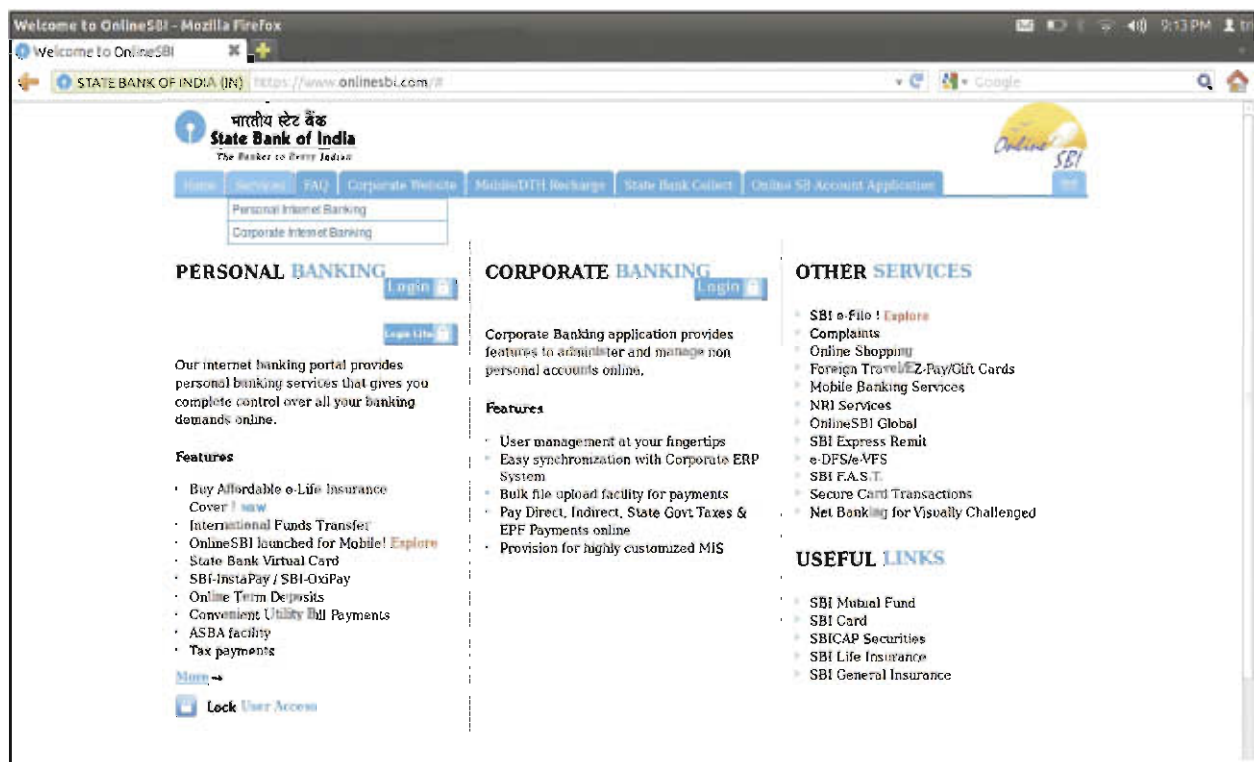 Welcome to OnlineSBI - Mozilla Firefox
9:13 PM
Welcome to OnlineSBI
STATE BANK OF INDIA (IN) https://www.onlinesbi.com/#
Google
भारतीय स्टेट बैंक
State Bank of India
The Banker to Every Indian
Online SBI
Home Services FAQ Corporate Website Mobile/DTH Recharge State Bank Collect Online SB Account Application
Personal Internet Banking
Corporate Internet Banking
PERSONAL BANKING
Login
Login Lite
Our internet banking portal provides
personal banking services that gives you
complete control over all your banking
demands online.
Features
· Buy Affordable e-Life Insurance
Cover ! new
· International Funds Transfer
· OnlineSBI launched for Mobile! Explore
· State Bank Virtual Card
· SBI-InstaPay / SBI-OxiPay
· Online Term Deposits
· Convenient Utility Bill Payments
· ASBA facility
· Tax payments
More
Lock User Access
CORPORATE BANKING
Login
Corporate Banking application provides
features to administer and manage non
personal accounts online.
Features
· User management at your fingertips
· Easy synchronization with Corporate ERP
System
· Bulk file upload facility for payments
· Pay Direct, Indirect, State Govt Taxes &
EPF Payments online
· Provision for highly customized MIS
OTHER SERVICES
SBI e-File ! Explore
Complaints
Online Shopping
Foreign Travel/EZ-Pay/Gift Cards
Mobile Banking Services
NRI Services
OnlineSBI Global
SBI Express Remit
e-DFS/e-VFS
SBI F.A.S.T.
Secure Card Transactions
Net Banking for Visually Challenged
USEFUL LINKS
SBI Mutual Fund
SBI Card
SBICAP Securities
SBI Life Insurance
SBI General Insurance